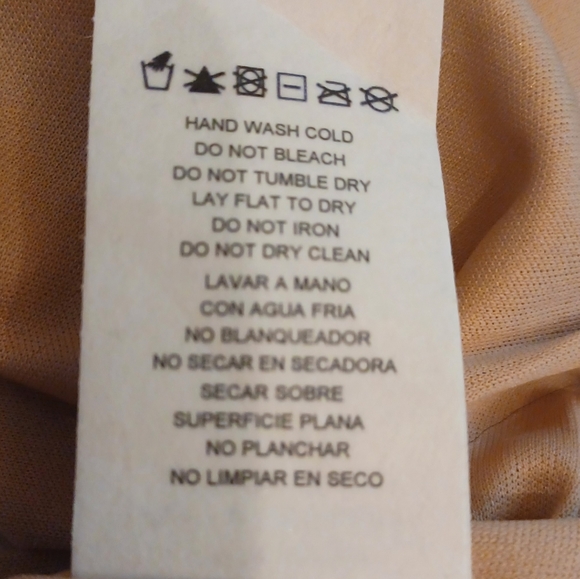 HAND WASH COLD
DO NOT BLEACH
DO NOT TUMBLE DRY
LAY FLAT TO DRY
DO NOT IRON
DO NOT DRY CLEAN
LAVAR A MANO
CON AGUA FRIA
NO BLANQUEADOR
NO SECAR EN SECADORA
SECAR SOBRE
SUPERFICIE PLANA
NO PLANCHAR
NO LIMPIAR EN SECO